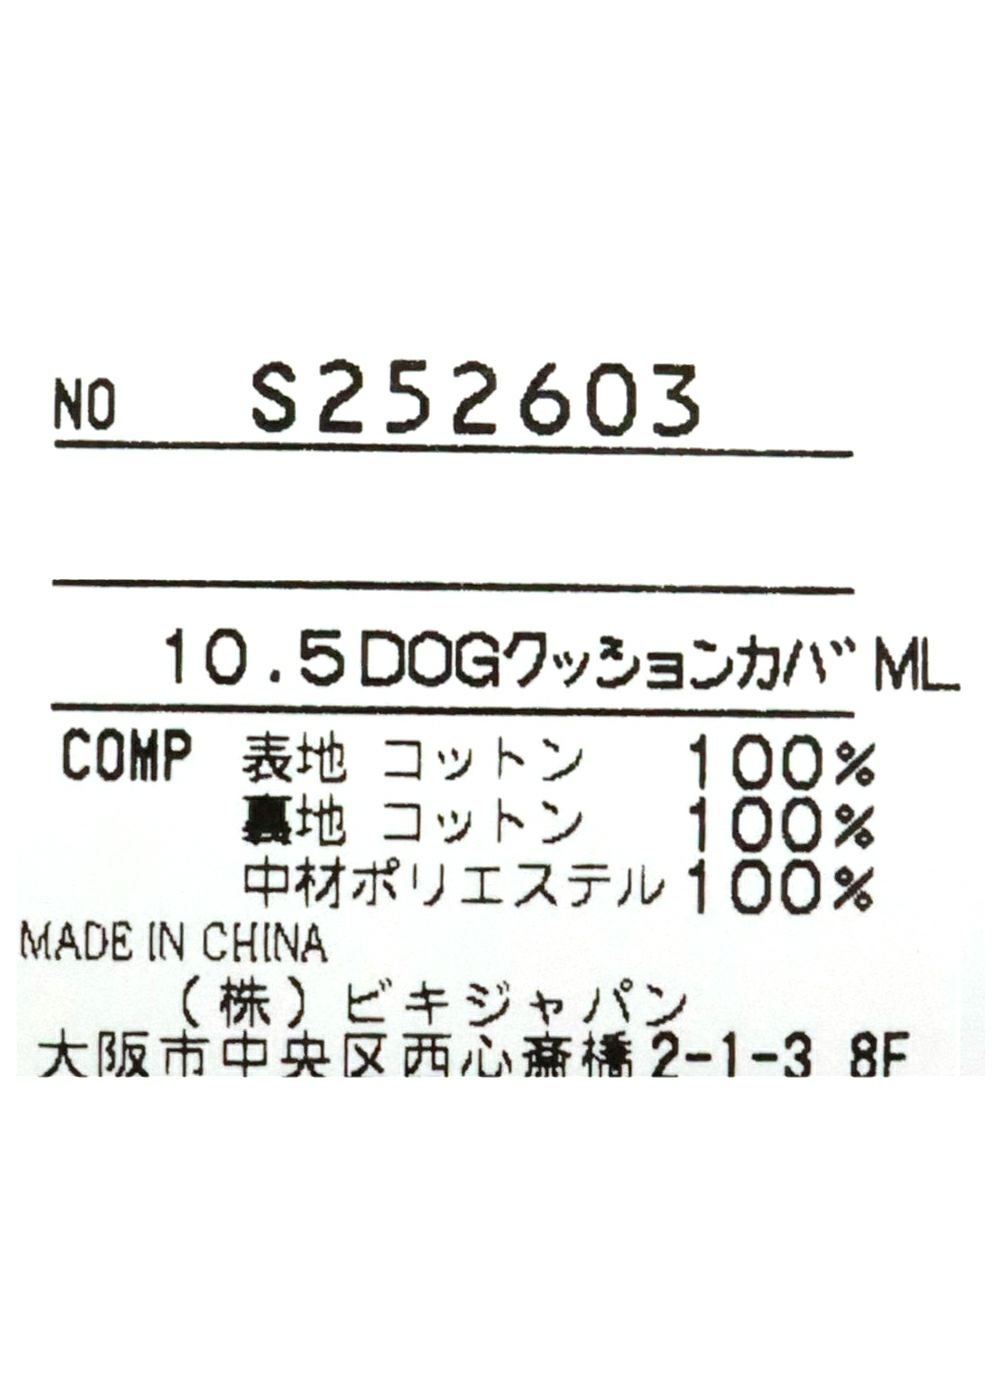 NO S252603
10.5DOGクッションカバ ML
COMP 表地 コットン 100%
裏地 コットン 100%
中材ポリエステル100%
MADE IN CHINA
(株)ビキジャパン
大阪市中央区西心斎橋2-1-3 8F